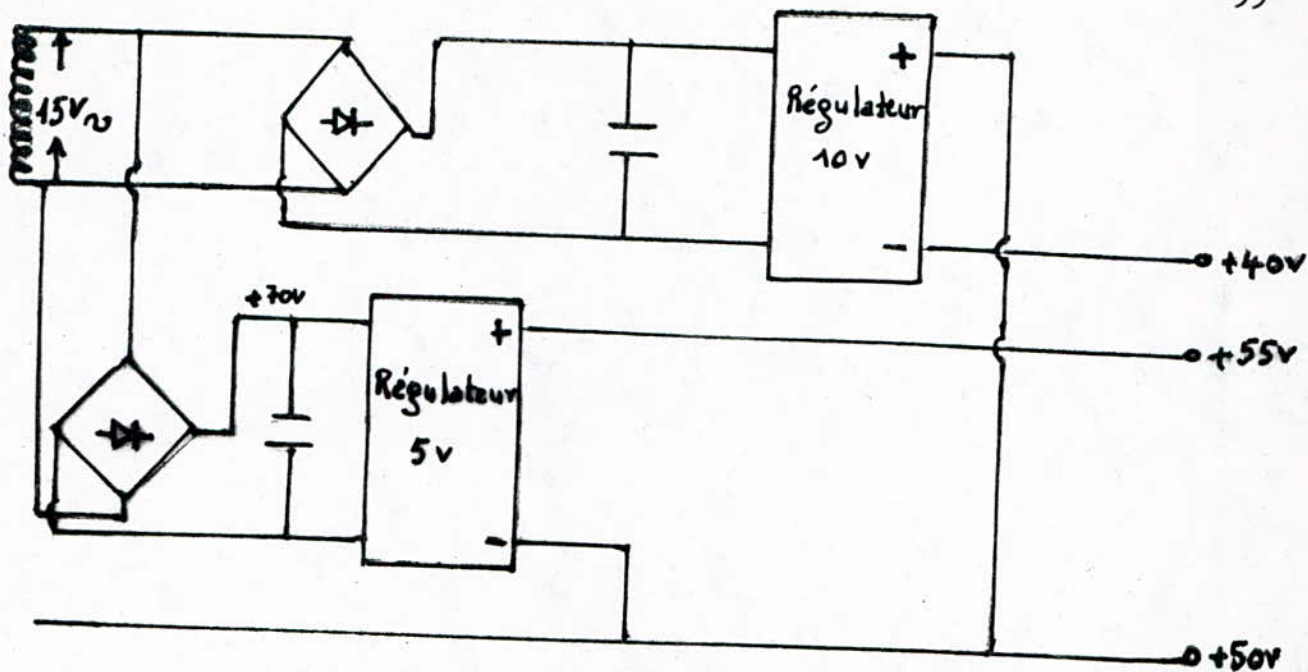 15V~
Régulateur
10v
+
-
+40v
+70v
Régulateur
5v
+
-
+55v
+50v